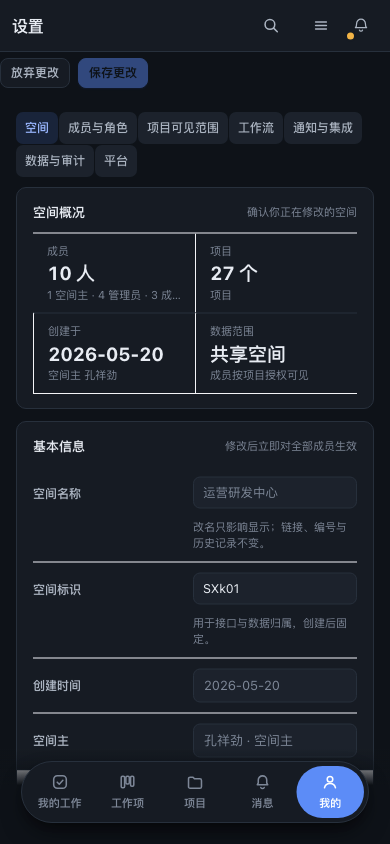 设置
放弃更改
保存更改
空间
成员与角色
项目可见范围
工作流
通知与集成
数据与审计
平台
空间概况
确认你正在修改的空间
成员
10 人
1 空间主 · 4 管理员 · 3 成...
项目
27 个
项目
创建于
2026-05-20
空间主 孔祥劲
数据范围
共享空间
成员按项目授权可见
基本信息
修改后立即对全部成员生效
空间名称
运营研发中心
改名只影响显示；链接、编号与
历史记录不变。
空间标识
SXk01
用于接口与数据归属，创建后固
定。
创建时间
2026-05-20
空间主
孔祥劲 · 空间主
我的工作
工作项
项目
消息
我的